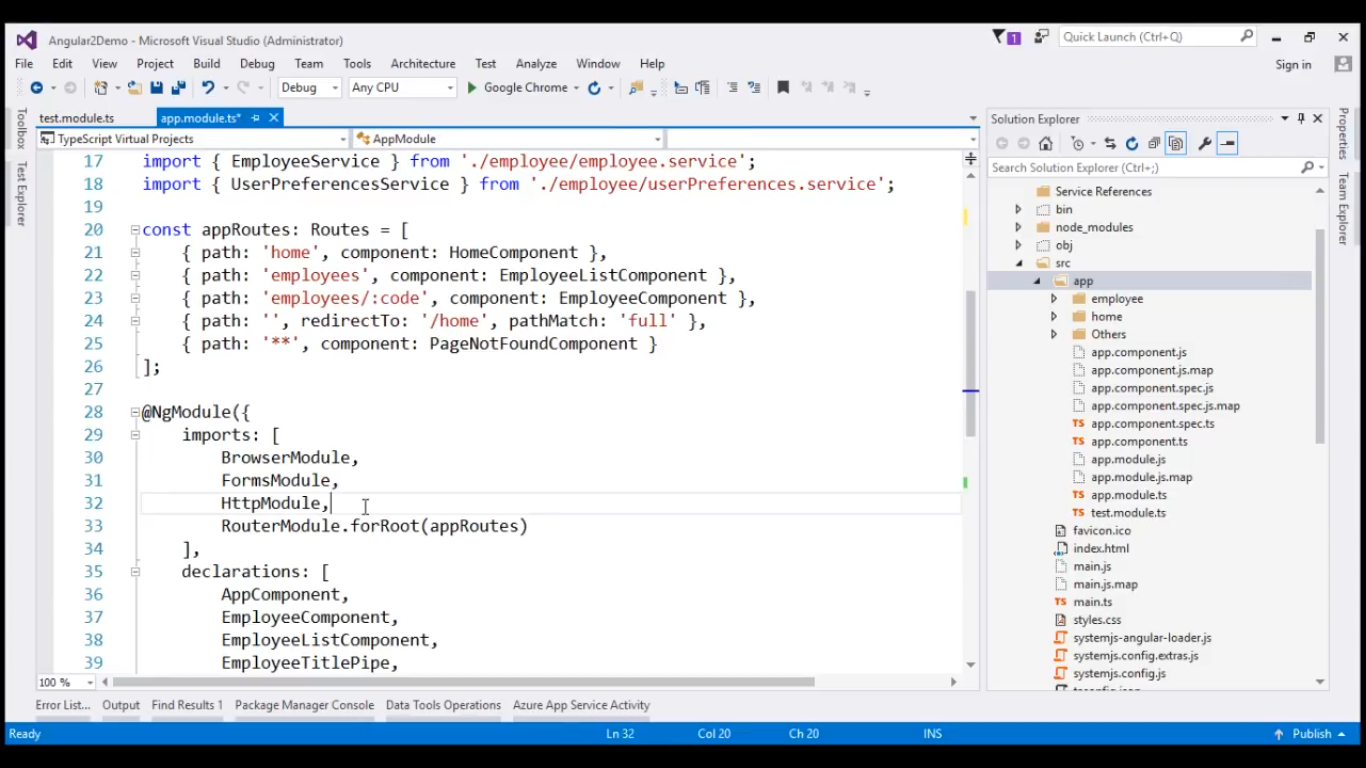 Angular2Demo - Microsoft Visual Studio (Administrator)
1
Quick Launch (Ctrl+Q)
File Edit View Project Build Debug Team Tools Architecture Test Analyze Window Help
Sign in
Debug Any CPU Google Chrome
Toolbox
Test Explorer
test.module.ts app.module.ts*
TypeScript Virtual Projects AppModule
17 import { EmployeeService } from './employee/employee.service';
18 import { UserPreferencesService } from './employee/userPreferences.service';
19
20 const appRoutes: Routes = [
21 { path: 'home', component: HomeComponent },
22 { path: 'employees', component: EmployeeListComponent },
23 { path: 'employees/:code', component: EmployeeComponent },
24 { path: '', redirectTo: '/home', pathMatch: 'full' },
25 { path: '**', component: PageNotFoundComponent }
26 ];
27
28 @NgModule({
29 imports: [
30 BrowserModule,
31 FormsModule,
32 HttpModule,
33 RouterModule.forRoot(appRoutes)
34 ],
35 declarations: [
36 AppComponent,
37 EmployeeComponent,
38 EmployeeListComponent,
39 EmployeeTitlePipe,
100 %
Solution Explorer
Search Solution Explorer (Ctrl+;)
Service References
bin
node_modules
obj
src
app
employee
home
Others
app.component.js
app.component.js.map
app.component.spec.js
app.component.spec.js.map
TS app.component.spec.ts
TS app.component.ts
app.module.js
app.module.js.map
TS app.module.ts
TS test.module.ts
favicon.ico
index.html
main.js
main.js.map
TS main.ts
styles.css
systemjs-angular-loader.js
systemjs.config.extras.js
systemjs.config.js
Properties
Team Explorer
Error List... Output Find Results 1 Package Manager Console Data Tools Operations Azure App Service Activity
Ready Ln 32 Col 20 Ch 20 INS Publish